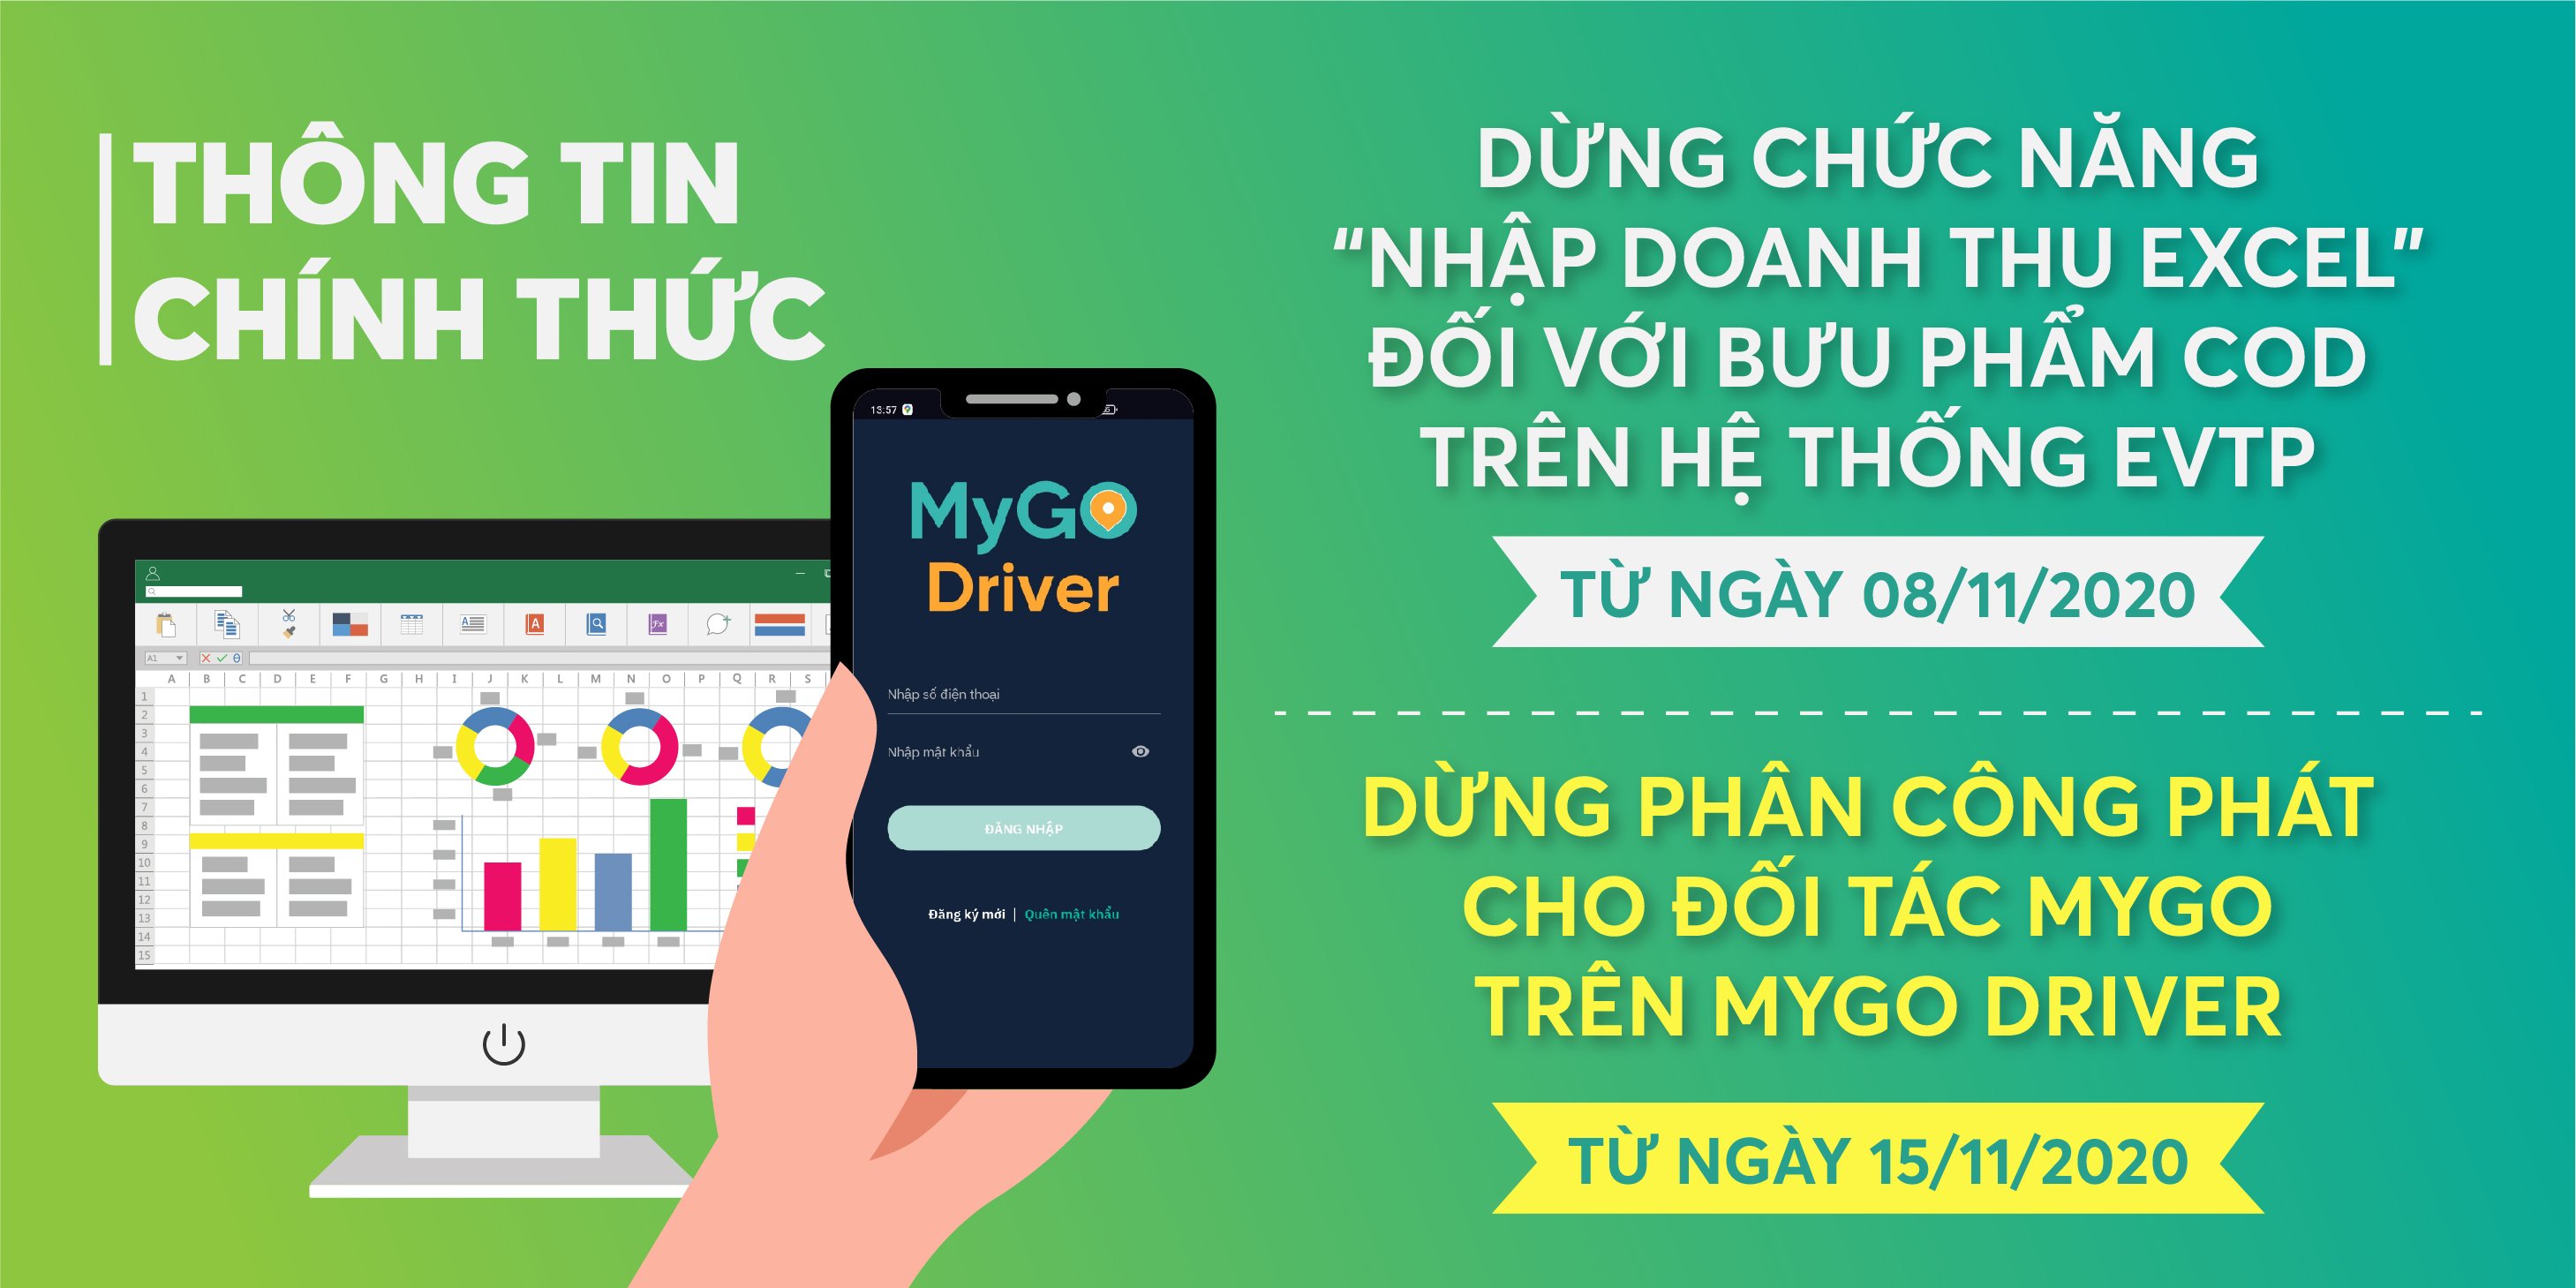 THÔNG TIN
CHÍNH THỨC
DỪNG CHỨC NĂNG
“NHẬP DOANH THU EXCEL”
ĐỐI VỚI BƯU PHẨM COD
TRÊN HỆ THỐNG EVTP
TỪ NGÀY 08/11/2020
DỪNG PHÂN CÔNG PHÁT
CHO ĐỐI TÁC MYGO
TRÊN MYGO DRIVER
TỪ NGÀY 15/11/2020
13:57
MyGO
Driver
Nhập số điện thoại
Nhập mật khẩu
ĐĂNG NHẬP
Đăng ký mới | Quên mật khẩu
A
A
Fx
A1
A B C D E F G H I J K L M N O P Q R S
1
2
3
4
5
6
7
8
9
10
11
12
13
14
15